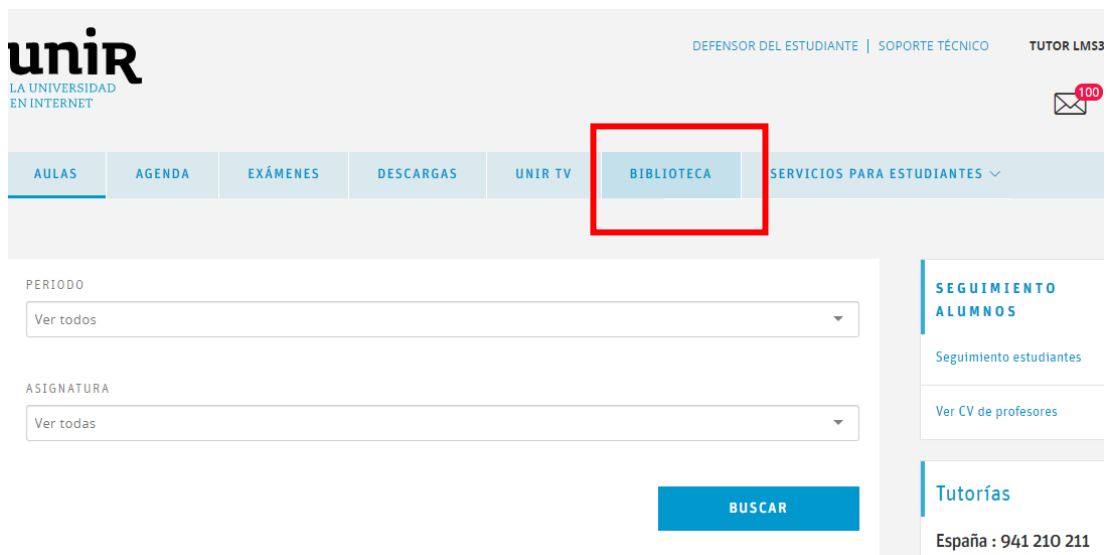 unir
LA UNIVERSIDAD
EN INTERNET
DEFENSOR DEL ESTUDIANTE | SOPORTE TÉCNICO
TUTOR LMS3
100
AULAS
AGENDA
EXÁMENES
DESCARGAS
UNIR TV
BIBLIOTECA
SERVICIOS PARA ESTUDIANTES
PERIODO
Ver todos
ASIGNATURA
Ver todas
BUSCAR
SEGUIMIENTO
ALUMNOS
Seguimiento estudiantes
Ver CV de profesores
Tutorías
España : 941 210 211